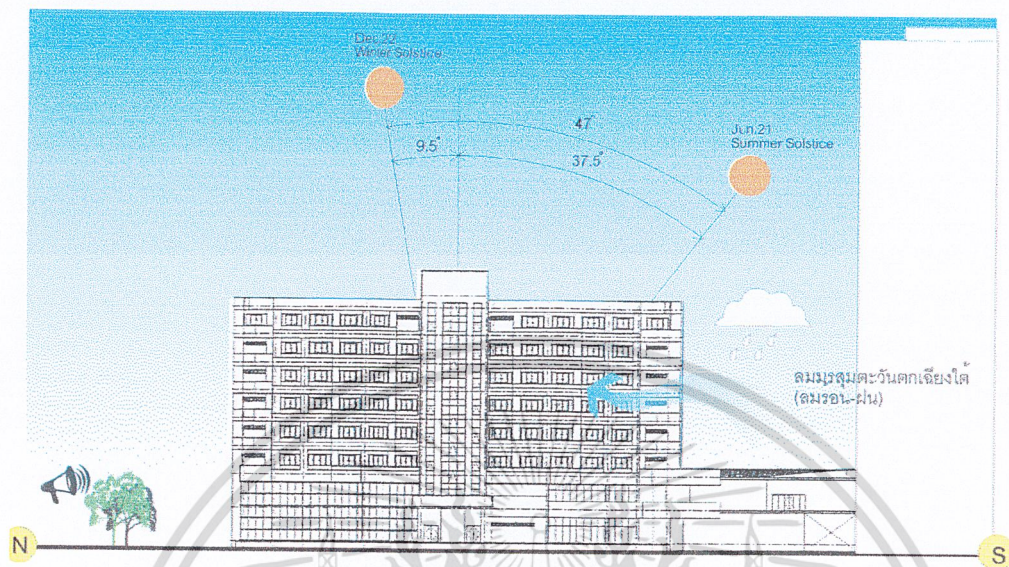 Dec.22
Winter Solstice
47°
9.5°
37.5°
Jun.21
Summer Solstice
ลมมรสุมตะวันตกเฉียงใต้
(ลมร้อน-ฝน)
N
S